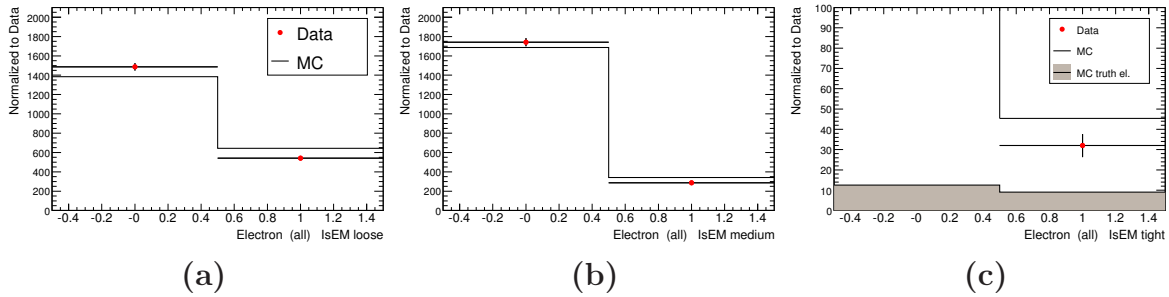 Normalized to Data
2000
1800
1600
1400
1200
1000
800
600
400
200
0
Data
MC
-0.4 -0.2 -0 0.2 0.4 0.6 0.8 1 1.2 1.4
Electron (all) IsEM loose
(a)
Normalized to Data
2000
1800
1600
1400
1200
1000
800
600
400
200
0
-0.4 -0.2 -0 0.2 0.4 0.6 0.8 1 1.2 1.4
Electron (all) IsEM medium
(b)
Normalized to Data
100
90
80
70
60
50
40
30
20
10
0
Data
MC
MC truth el.
-0.4 -0.2 -0 0.2 0.4 0.6 0.8 1 1.2 1.4
Electron (all) IsEM tight
(c)